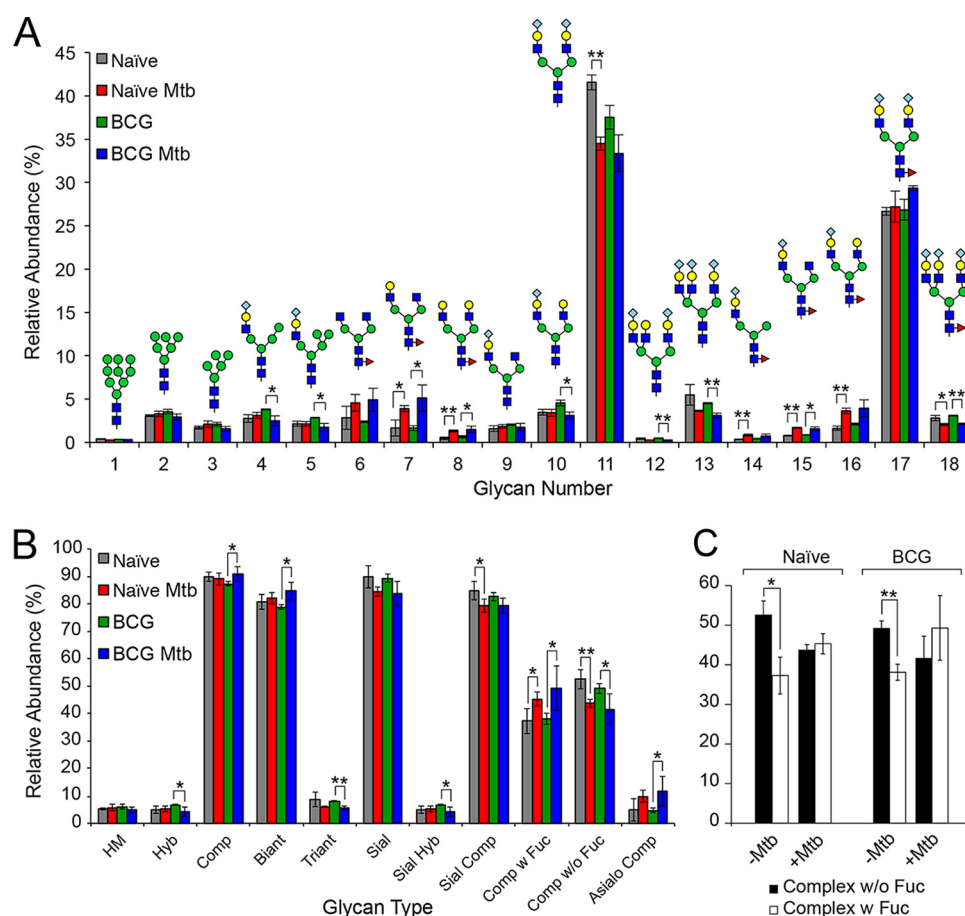 A
Relative Abundance (%)
45
40
35
30
25
20
15
10
5
0
Naïve
Naïve Mtb
BCG
BCG Mtb
**
*
*
*
*
**
*
*
**
**
**
**
*
**
*
**
1 2 3 4 5 6 7 8 9 10 11 12 13 14 15 16 17 18
Glycan Number
B
Relative Abundance (%)
100
90
80
70
60
50
40
30
20
10
0
Naïve
Naïve Mtb
BCG
BCG Mtb
*
*
*
**
*
*
*
*
**
*
*
HM
Hyb
Comp
Biant
Triant
Sial
Sial Hyb
Sial Comp
Comp w Fuc
Comp w/o Fuc
Asialo Comp
Glycan Type
C
Naïve BCG
60
50
40
30
20
10
0
*
**
-Mtb +Mtb -Mtb +Mtb
Complex w/o Fuc
Complex w Fuc